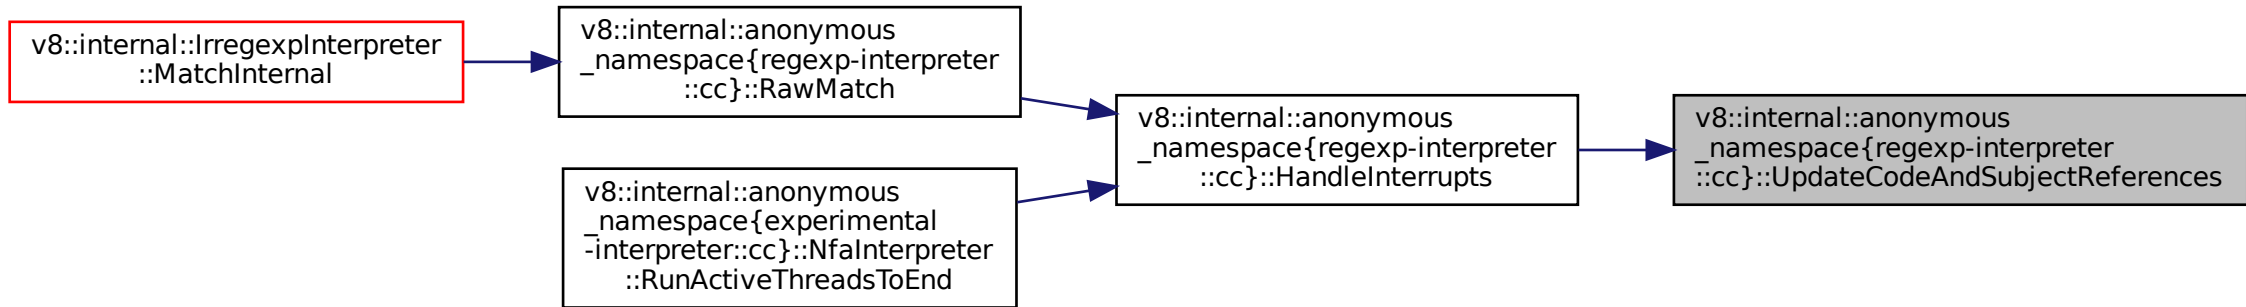 v8::internal::IrregexpInterpreter
::MatchInternal
v8::internal::anonymous
_namespace{regexp-interpreter
::cc}::RawMatch
v8::internal::anonymous
_namespace{experimental
-interpreter::cc}::NfaInterpreter
::RunActiveThreadsToEnd
v8::internal::anonymous
_namespace{regexp-interpreter
::cc}::HandleInterrupts
v8::internal::anonymous
_namespace{regexp-interpreter
::cc}::UpdateCodeAndSubjectReferences